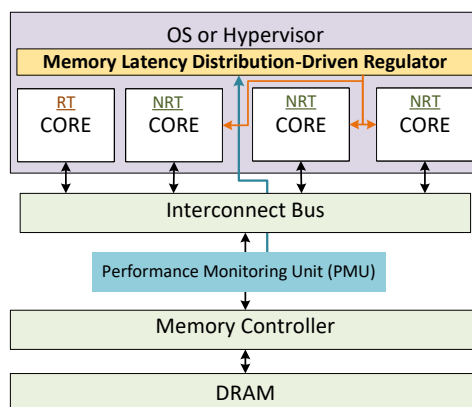 OS or Hypervisor
Memory Latency Distribution-Driven Regulator
RT NRT NRT NRT
CORE CORE CORE CORE
Interconnect Bus
Performance Monitoring Unit (PMU)
Memory Controller
DRAM